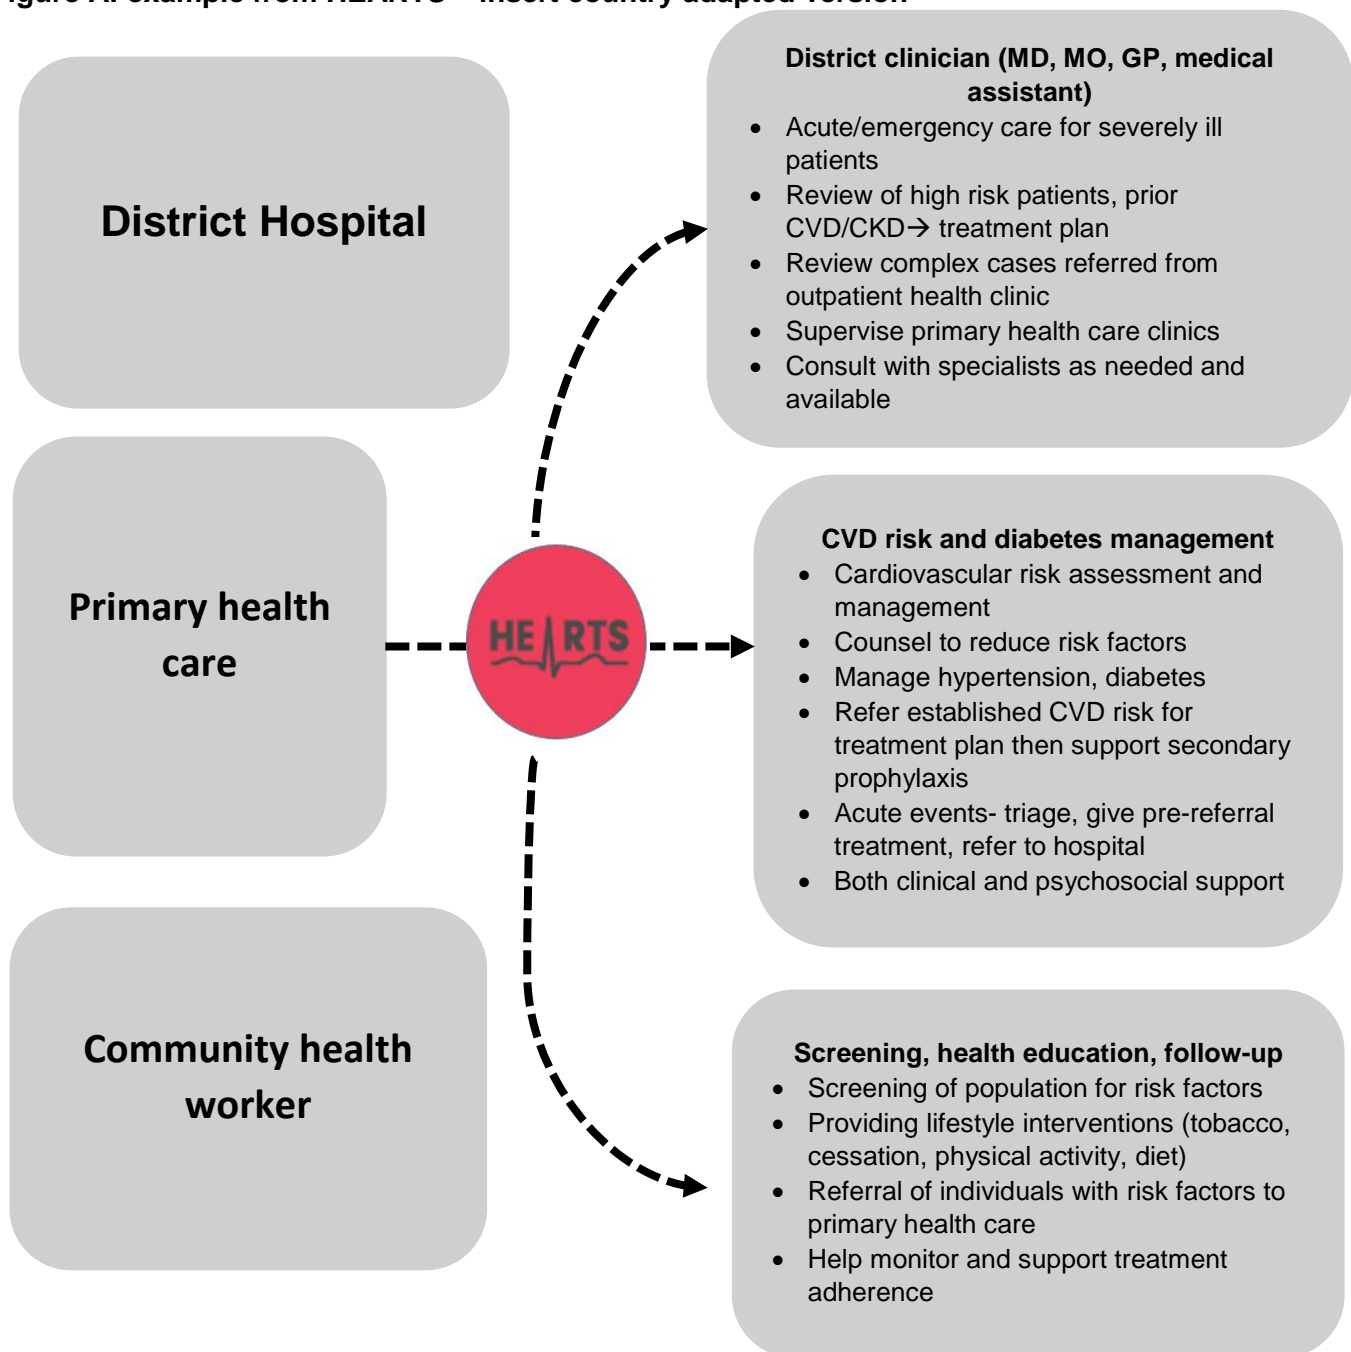 igure A. example from HEARTS – insert country adapted version
District clinician (MD, MO, GP, medical
assistant)
• Acute/emergency care for severely ill
patients
• Review of high risk patients, prior
CVD/CKD→ treatment plan
• Review complex cases referred from
outpatient health clinic
• Supervise primary health care clinics
• Consult with specialists as needed and
available
District Hospital
CVD risk and diabetes management
• Cardiovascular risk assessment and
management
• Counsel to reduce risk factors
• Manage hypertension, diabetes
• Refer established CVD risk for
treatment plan then support secondary
prophylaxis
• Acute events- triage, give pre-referral
treatment, refer to hospital
• Both clinical and psychosocial support
Primary health
care
HEARTS
Screening, health education, follow-up
• Screening of population for risk factors
• Providing lifestyle interventions (tobacco,
cessation, physical activity, diet)
• Referral of individuals with risk factors to
primary health care
• Help monitor and support treatment
adherence
Community health
worker